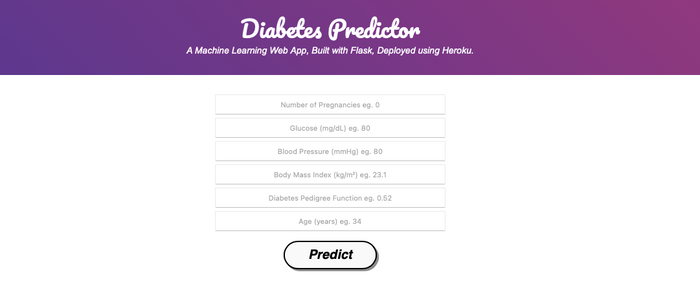 Diabetes Predictor
A Machine Learning Web App, Built with Flask, Deployed using Heroku.
Number of Pregnancies eg. 0
Glucose (mg/dL) eg. 80
Blood Pressure (mmHg) eg. 80
Body Mass Index (kg/m²) eg. 23.1
Diabetes Pedigree Function eg. 0.52
Age (years) eg. 34
Predict